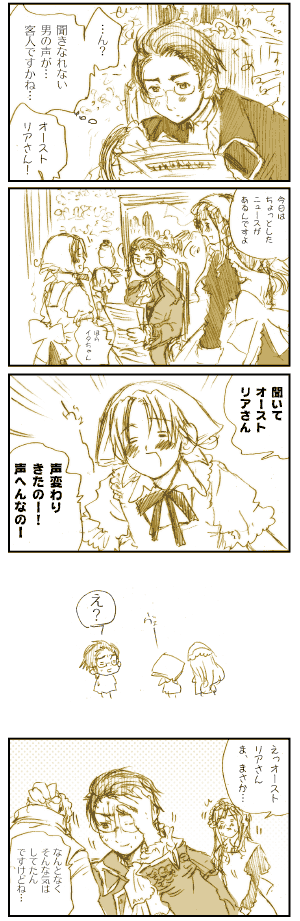 …ん?
聞きなれない
男の声が…
客人ですかね…
オースト
リアさん!
今日は
ちょっとした
ニュースが
あるんですよ
ほら
イタちゃん
聞いて
オースト
リアさん
声変わり
きたのー!
声へんなのー
え?
えっオースト
リアさん
ま、まさか…
なんとなく
そんな気は
してたん
ですけどね…